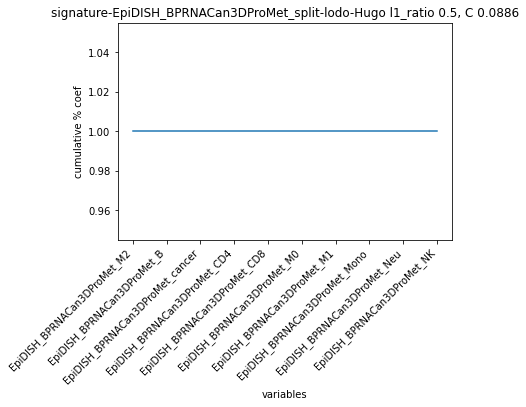 signature-EpiDISH_BPRNACan3DProMet_split-lodo-Hugo l1_ratio 0.5, C 0.0886
1.04
1.02
1.00
0.98
0.96
cumulative % coef
EpiDISH_BPRNACan3DProMet_M2
EpiDISH_BPRNACan3DProMet_B
EpiDISH_BPRNACan3DProMet_cancer
EpiDISH_BPRNACan3DProMet_CD4
EpiDISH_BPRNACan3DProMet_CD8
EpiDISH_BPRNACan3DProMet_M0
EpiDISH_BPRNACan3DProMet_M1
EpiDISH_BPRNACan3DProMet_Mono
EpiDISH_BPRNACan3DProMet_Neu
EpiDISH_BPRNACan3DProMet_NK
variables